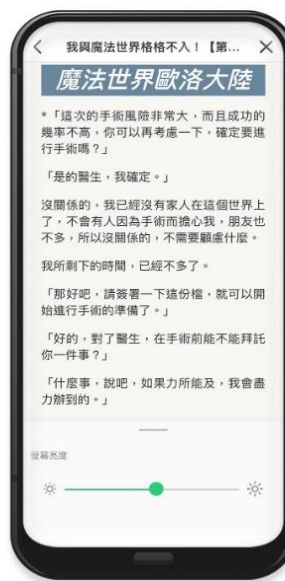 我與魔法世界格格不入！【第...
魔法世界歐洛大陸
*「這次的手術風險非常大，而且成功的
幾率不高，你可以再考慮一下，確定要進
行手術嗎？」
「是的醫生，我確定。」
沒關係的，我已經沒有家人在這個世界上
了，不會有人因為手術而擔心我，朋友也
不多，所以沒關係的，不需要顧慮什麼。
我所剩下的時間，已經不多了。
「那好吧，請簽署一下這份檔，就可以開
始進行手術的準備了。」
「好的，對了醫生，在手術前能不能拜託
你一件事？」
「什麼事，說吧，如果力所能及，我會盡
力辦到的。」
螢幕亮度